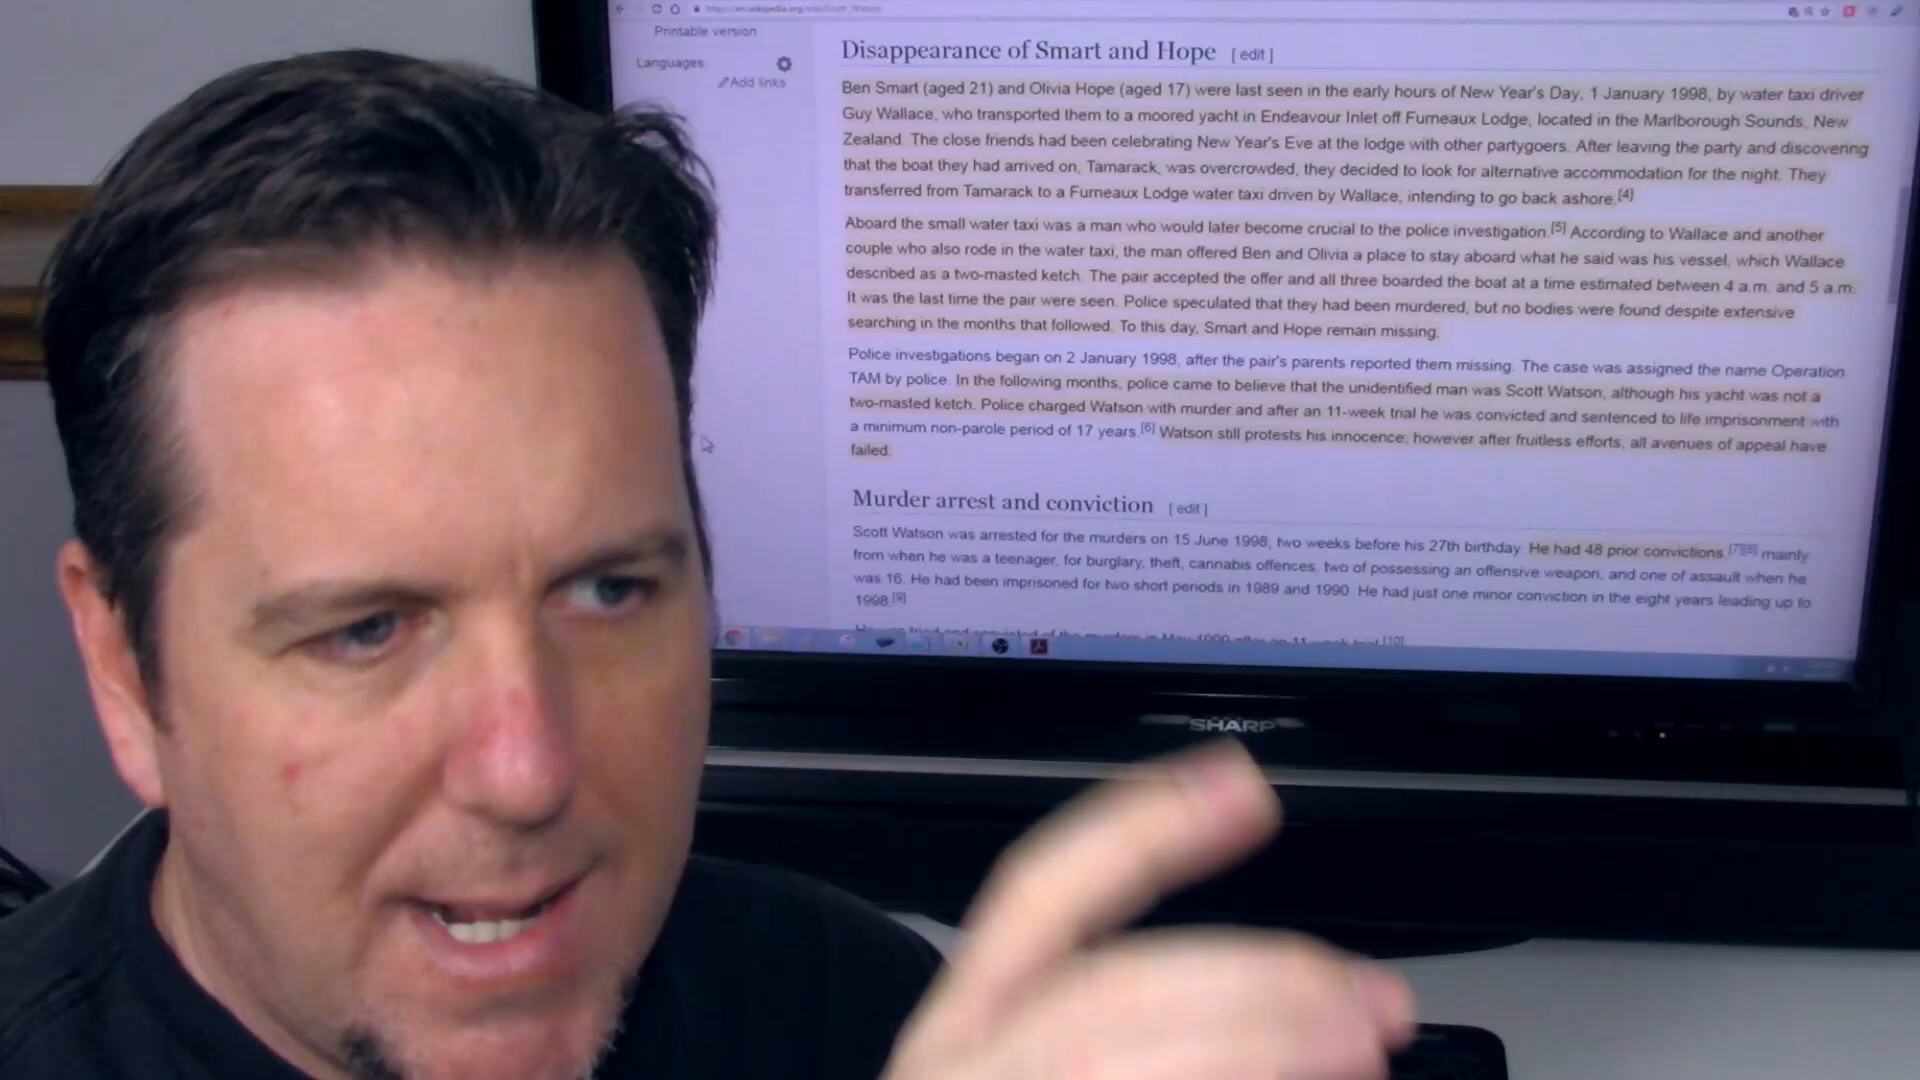 Printable version
Languages
Add links
Disappearance of Smart and Hope [ edit ]
Ben Smart (aged 21) and Olivia Hope (aged 17) were last seen in the early hours of New Year's Day, 1 January 1998, by water taxi driver
Guy Wallace, who transported them to a moored yacht in Endeavour Inlet off Furneaux Lodge, located in the Marlborough Sounds, New
Zealand. The close friends had been celebrating New Year's Eve at the lodge with other partygoers. After leaving the party and discovering
that the boat they had arrived on, Tamarack, was overcrowded, they decided to look for alternative accommodation for the night. They
transferred from Tamarack to a Furneaux Lodge water taxi driven by Wallace, intending to go back ashore.[4]
Aboard the small water taxi was a man who would later become crucial to the police investigation.[5] According to Wallace and another
couple who also rode in the water taxi, the man offered Ben and Olivia a place to stay aboard what he said was his vessel, which Wallace
described as a two-masted ketch. The pair accepted the offer and all three boarded the boat at a time estimated between 4 a.m. and 5 a.m.
It was the last time the pair were seen. Police speculated that they had been murdered, but no bodies were found despite extensive
searching in the months that followed. To this day, Smart and Hope remain missing.
Police investigations began on 2 January 1998, after the pair's parents reported them missing. The case was assigned the name Operation
TAM by police. In the following months, police came to believe that the unidentified man was Scott Watson, although his yacht was not a
two-masted ketch. Police charged Watson with murder and after an 11-week trial he was convicted and sentenced to life imprisonment with
a minimum non-parole period of 17 years.[6] Watson still protests his innocence; however after fruitless efforts, all avenues of appeal have
failed.
Murder arrest and conviction [ edit ]
Scott Watson was arrested for the murders on 15 June 1998, two weeks before his 27th birthday. He had 48 prior convictions,[7][8] mainly
from when he was a teenager, for burglary, theft, cannabis offences, two of possessing an offensive weapon, and one of assault when he
was 16. He had been imprisoned for two short periods in 1989 and 1990. He had just one minor conviction in the eight years leading up to
1998.[9]
He was tried and convicted of the murders in May 1999 after an 11-week trial.[10]
SHARP